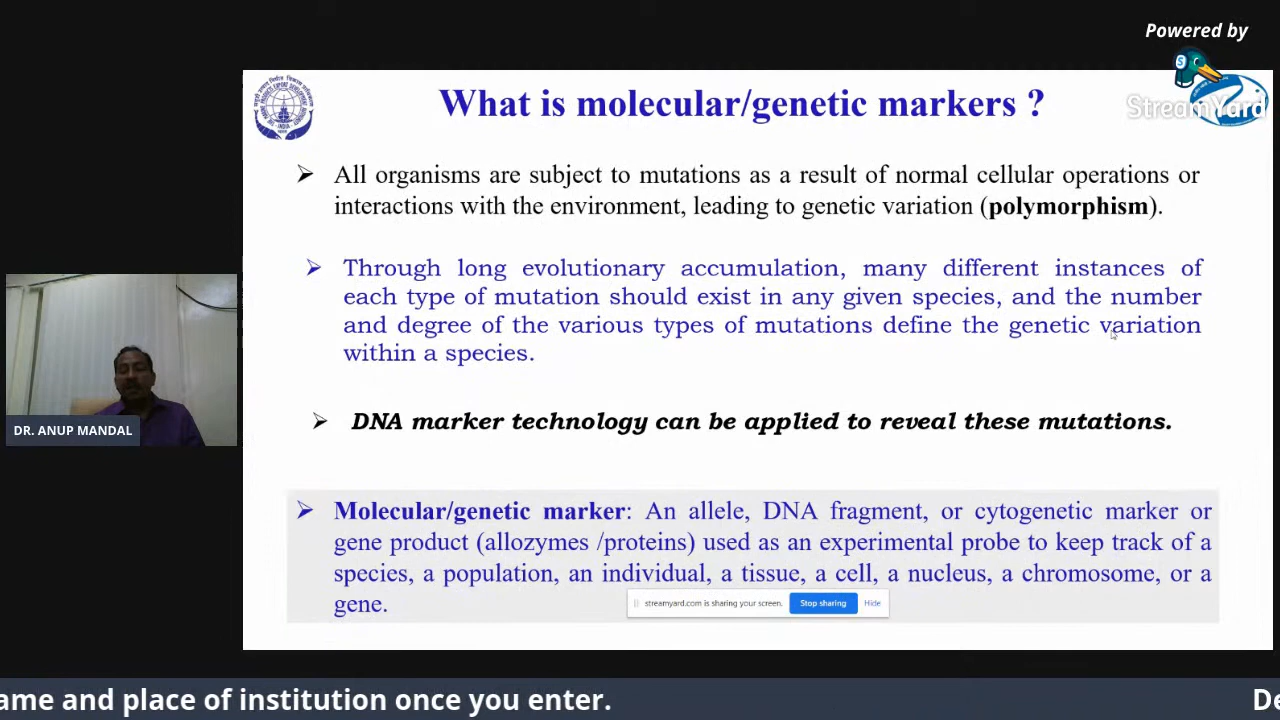 Powered by
StreamYard
What is molecular/genetic markers ?
➢ All organisms are subject to mutations as a result of normal cellular operations or
interactions with the environment, leading to genetic variation (polymorphism).
➢ Through long evolutionary accumulation, many different instances of
each type of mutation should exist in any given species, and the number
and degree of the various types of mutations define the genetic variation
within a species.
➢ DNA marker technology can be applied to reveal these mutations.
➢ Molecular/genetic marker: An allele, DNA fragment, or cytogenetic marker or
gene product (allozymes /proteins) used as an experimental probe to keep track of a
species, a population, an individual, a tissue, a cell, a nucleus, a chromosome, or a
gene.
streamyard.com is sharing your screen. Stop sharing Hide
DR. ANUP MANDAL
ame and place of institution once you enter. De